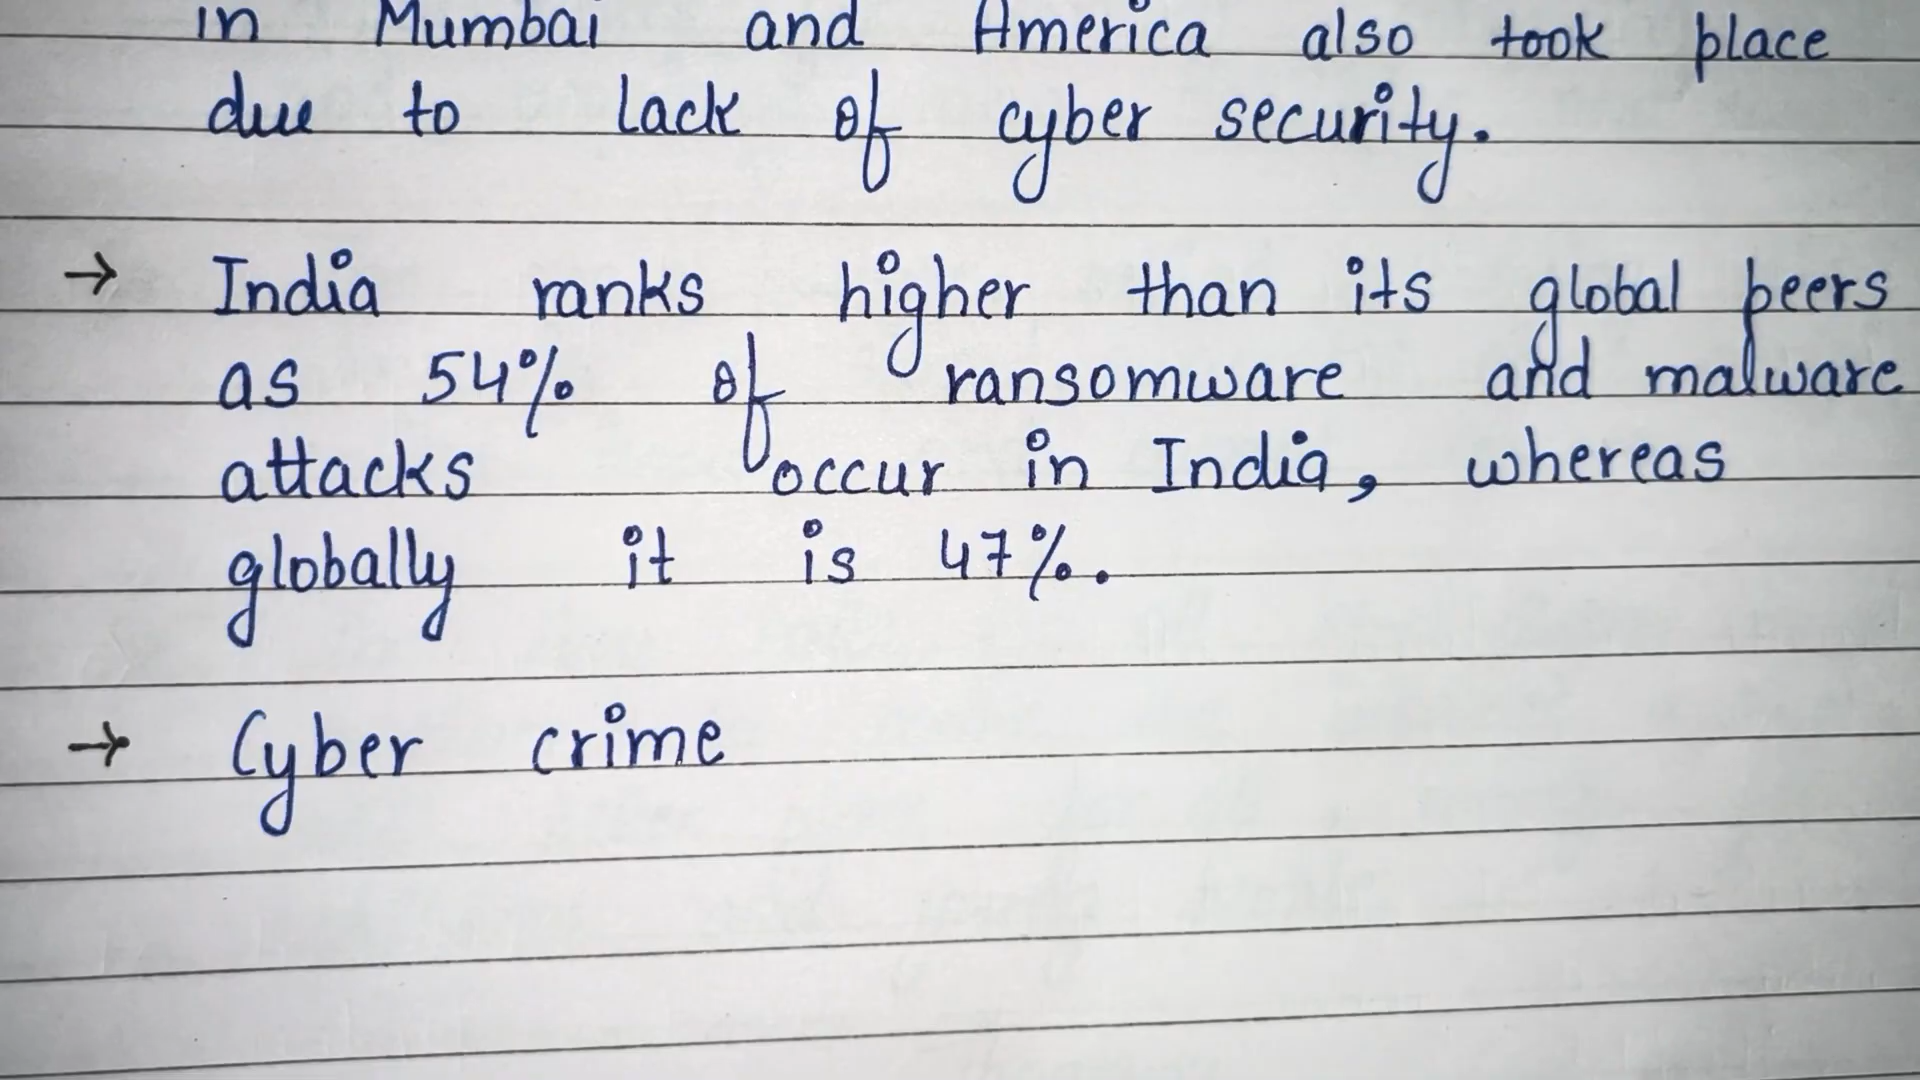 in Mumbai and America also took place
due to lack of cyber security.
→ India ranks higher than its global peers
as 54% of ransomware and malware
attacks occur in India, whereas
globally it is 47%.
→ Cyber crime